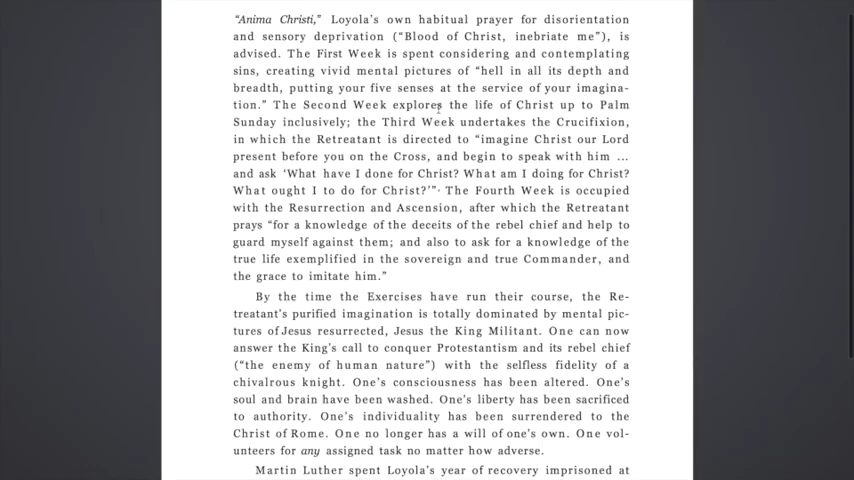 “Anima Christi,” Loyola’s own habitual prayer for disorientation
and sensory deprivation (“Blood of Christ, inebriate me”), is
advised. The First Week is spent considering and contemplating
sins, creating vivid mental pictures of “hell in all its depth and
breadth, putting your five senses at the service of your imagina-
tion.” The Second Week explores the life of Christ up to Palm
Sunday inclusively; the Third Week undertakes the Crucifixion,
in which the Retreatant is directed to “imagine Christ our Lord
present before you on the Cross, and begin to speak with him ...
and ask ‘What have I done for Christ? What am I doing for Christ?
What ought I to do for Christ?’”· The Fourth Week is occupied
with the Resurrection and Ascension, after which the Retreatant
prays “for a knowledge of the deceits of the rebel chief and help to
guard myself against them; and also to ask for a knowledge of the
true life exemplified in the sovereign and true Commander, and
the grace to imitate him.”
By the time the Exercises have run their course, the Re-
treatant’s purified imagination is totally dominated by mental pic-
tures of Jesus resurrected, Jesus the King Militant. One can now
answer the King’s call to conquer Protestantism and its rebel chief
(“the enemy of human nature”) with the selfless fidelity of a
chivalrous knight. One’s consciousness has been altered. One’s
soul and brain have been washed. One’s liberty has been sacrificed
to authority. One’s individuality has been surrendered to the
Christ of Rome. One no longer has a will of one’s own. One vol-
unteers for any assigned task no matter how adverse.
Martin Luther spent Loyola’s year of recovery imprisoned at